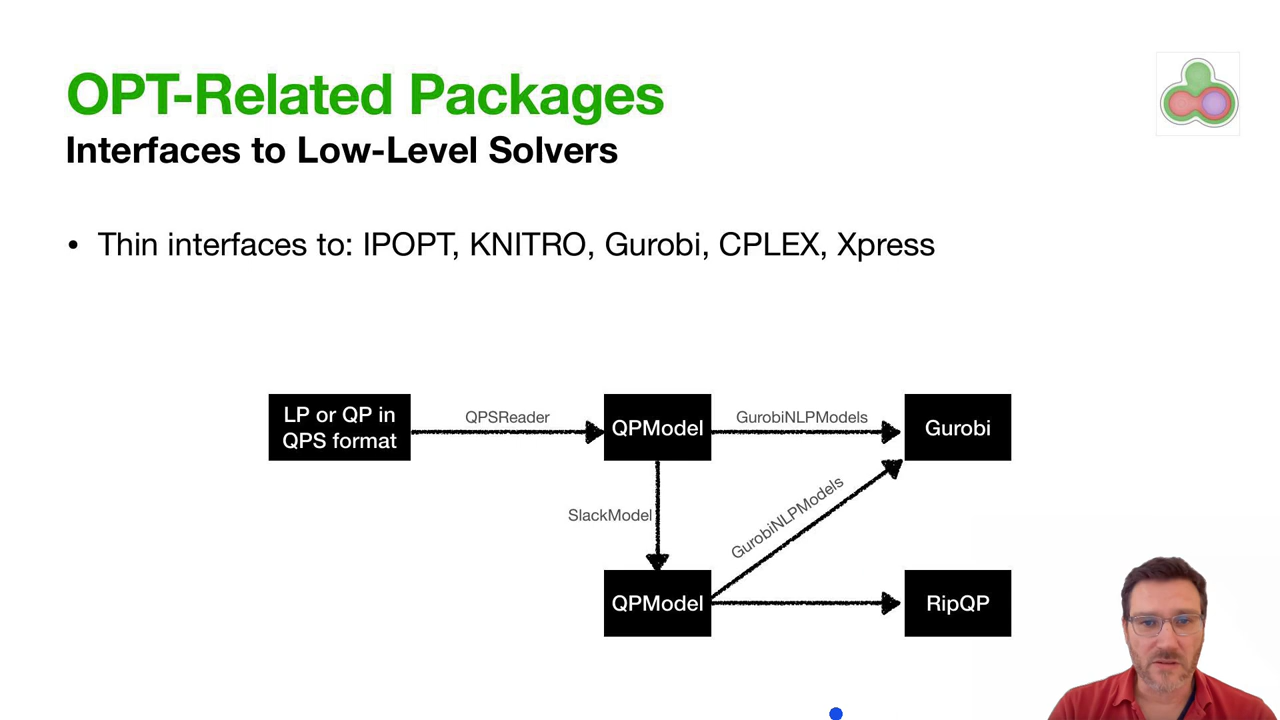 OPT-Related Packages
Interfaces to Low-Level Solvers
• Thin interfaces to: IPOPT, KNITRO, Gurobi, CPLEX, Xpress
LP or QP in
QPS format
QPSReader
QPModel
GurobiNLPModels
Gurobi
SlackModel
GurobiNLPModels
QPModel
RipQP